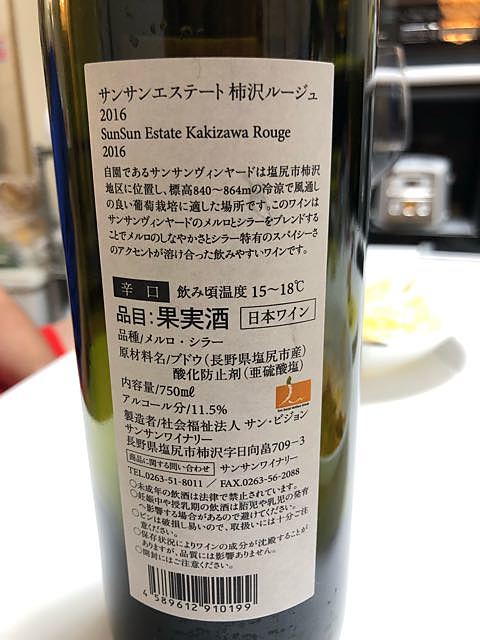 サンサンエステート 柿沢ルージュ
2016
SunSun Estate Kakizawa Rouge
2016
自園であるサンサンヴィンヤードは塩尻市柿沢
地区に位置し、標高840〜864mの冷涼で風通し
の良い葡萄栽培に適した場所です。このワインは
サンサンヴィンヤードのメルロとシラーをブレンドする
ことでメルロのしなやかさとシラー特有のスパイシーさ
のアクセントが溶け合った飲みやすいワインです。
辛口 飲み頃温度 15〜18℃
品目：果実酒 日本ワイン
品種/メルロ・シラー
原材料名/ブドウ（長野県塩尻市産）
酸化防止剤（亜硫酸塩）
内容量/750㎖
アルコール分/11.5%
製造者/社会福祉法人 サン・ビジョン
サンサンワイナリー
長野県塩尻市柿沢字日向畠709-3
商品に関する問い合わせ サンサンワイナリー
TEL.0263-51-8011 / FAX.0263-56-2088
○未成年の飲酒は法律で禁止されています。
○妊娠中や授乳期の飲酒は胎児や乳児の発育
へ影響する場合があるので避けてください。
○ビンは破損し易いので、取扱いには十分ご注
意ください。
○保存状況によりワインの成分が沈殿することが
ありますが、品質には影響ありません。
○開封にはご注意ください。
4 589612 910199